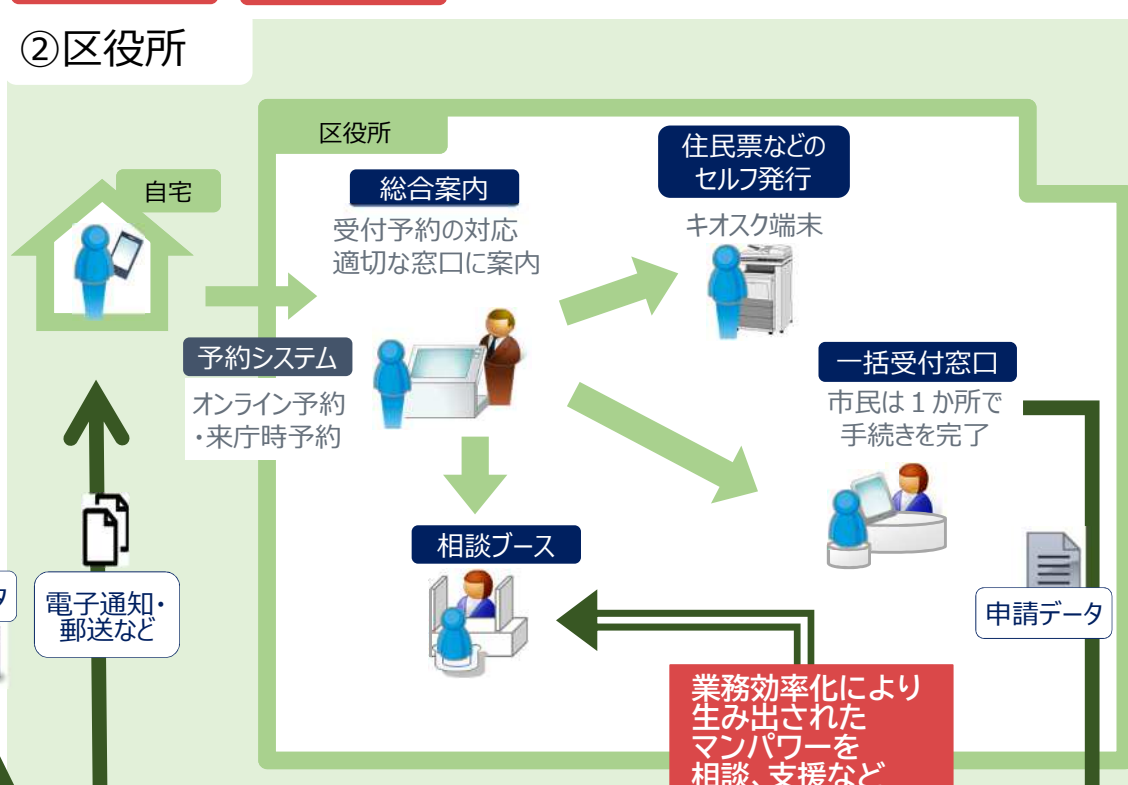 ②区役所
区役所
自宅
総合案内
受付予約の対応
適切な窓口に案内
住民票などの
セルフ発行
キオスク端末
予約システム
オンライン予約
・来庁時予約
一括受付窓口
市民は１か所で
手続きを完了
相談ブース
電子通知・
郵送など
申請データ
業務効率化により
生み出された
マンパワーを
相談、支援など